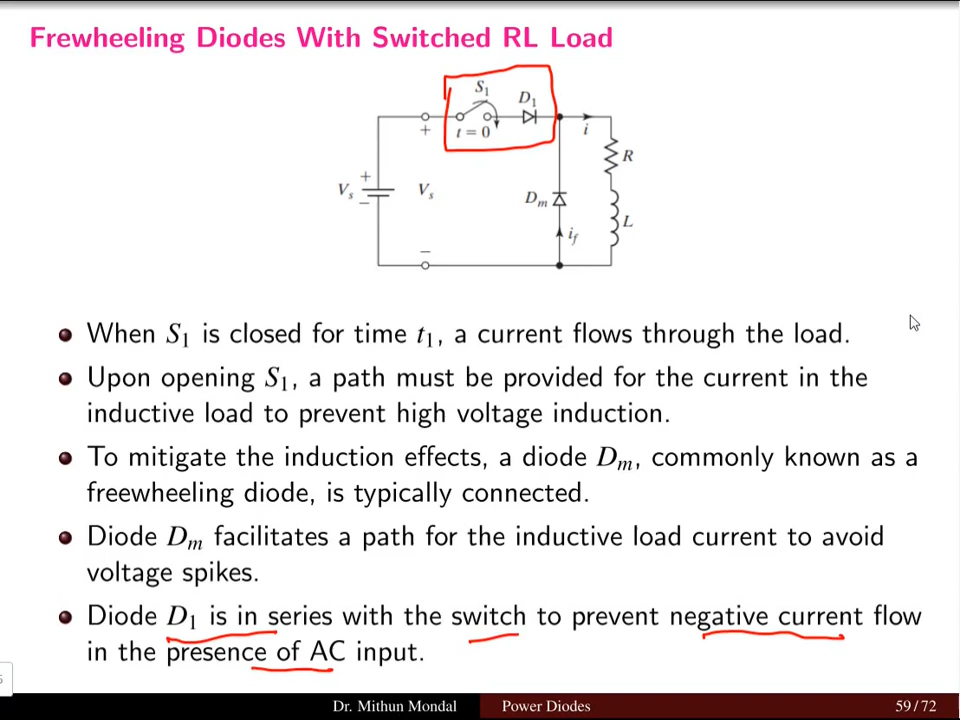 Frewheeling Diodes With Switched RL Load
S1
D1
+
t = 0
i
R
+
Vs
−
Vs
Dm
L
if
−
When S1 is closed for time t1, a current flows through the load.
Upon opening S1, a path must be provided for the current in the
inductive load to prevent high voltage induction.
To mitigate the induction effects, a diode Dm, commonly known as a
freewheeling diode, is typically connected.
Diode Dm facilitates a path for the inductive load current to avoid
voltage spikes.
Diode D1 is in series with the switch to prevent negative current flow
in the presence of AC input.
Dr. Mithun Mondal
Power Diodes
59 / 72